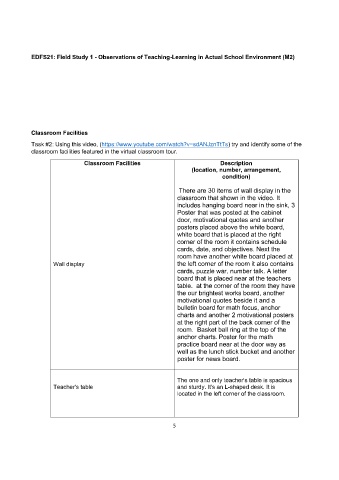 EDFS21: Field Study 1 - Observations of Teaching-Learning in Actual School Environment (M2)
Classroom Facilities
Task #2: Using this video, (https://www.youtube.com/watch?v=xdANJznTtTs) try and identify some of the
classroom facilities featured in the virtual classroom tour.
Classroom Facilities
Description
(location, number, arrangement,
condition)
Wall display
There are 30 items of wall display in the
classroom that shown in the video. It
includes hanging board near in the sink, 3
Poster that was posted at the cabinet
door, motivational quotes and another
posters placed above the white board,
white board that is placed at the right
corner of the room it contains schedule
cards, date, and objectives. Next the
room have another white board placed at
the left corner of the room it also contains
cards, puzzle war, number talk. A letter
board that is placed near at the teachers
table. at the corner of the room they have
the our brightest works board, another
motivational quotes beside it and a
bulletin board for math focus, anchor
charts and another 2 motivational posters
at the right part of the back corner of the
room. Basket ball ring at the top of the
anchor charts. Poster for the math
practice board near at the door way as
well as the lunch stick bucket and another
poster for news board.
Teacher's table
The one and only teacher's table is spacious
and sturdy. It's an L-shaped desk. It is
located in the left corner of the classroom.
5